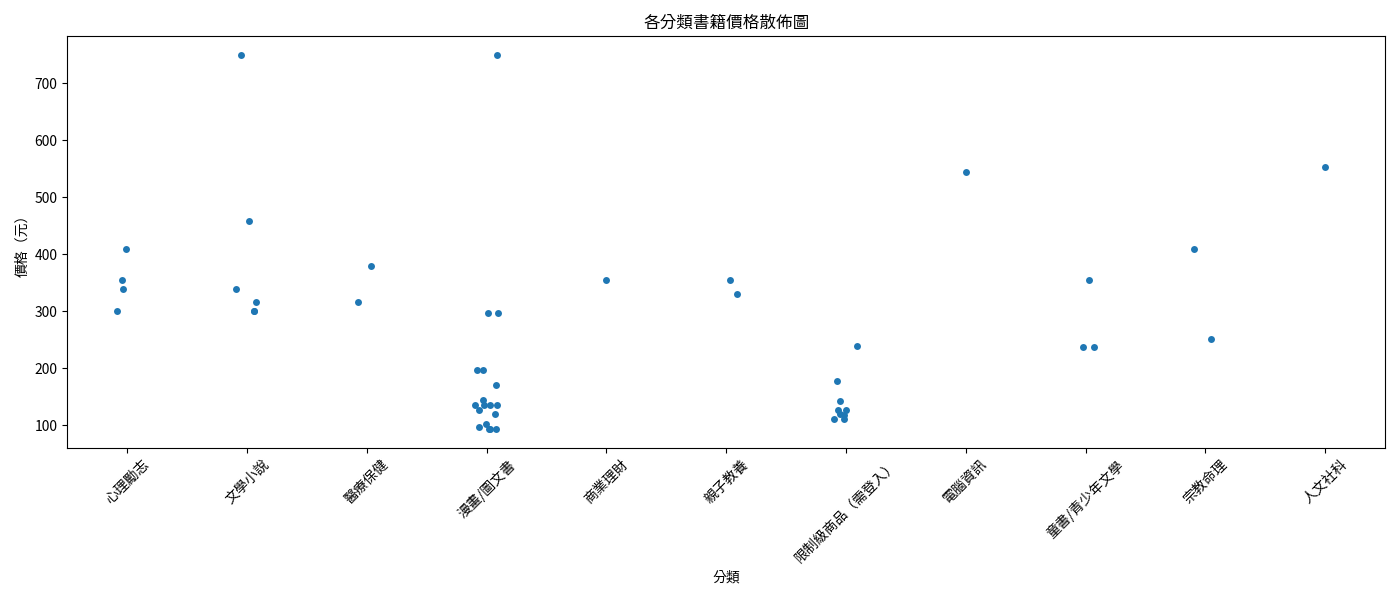 各分類書籍價格散佈圖
價格（元）
700
600
500
400
300
200
100
心理勵志
文學小說
醫療保健
漫畫/圖文書
商業理財
親子教養
限制級商品（需登入）
電腦資訊
童書/青少年文學
宗教命理
人文社科
分類